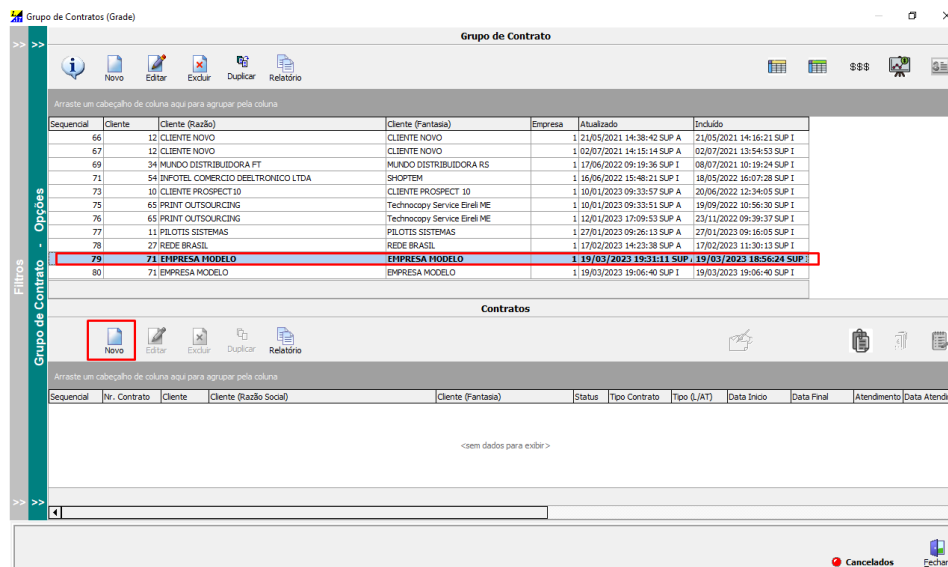 Grupo de Contratos (Grade)
Grupo de Contrato
>> >>
Novo Editar Excluir Duplicar Relatório $$$
Arraste um cabeçalho de coluna aqui para agrupar pela coluna
Sequencial Cliente Cliente (Razão) Cliente (Fantasia) Empresa Atualizado Incluído
66 12 CLIENTE NOVO CLIENTE NOVO 1 21/05/2021 14:38:42 SUP A 21/05/2021 14:16:21 SUP I
67 12 CLIENTE NOVO CLIENTE NOVO 1 02/07/2021 14:15:14 SUP A 02/07/2021 13:54:53 SUP I
69 34 MUNDO DISTRIBUIDORA FT MUNDO DISTRIBUIDORA RS 1 17/06/2022 09:19:36 SUP I 08/07/2021 10:19:24 SUP I
71 54 INFOTEL COMERCIO DEELTRONICO LTDA SHOPTEM 1 16/06/2022 15:48:21 SUP I 18/05/2022 16:07:28 SUP I
73 10 CLIENTE PROSPECT10 CLIENTE PROSPECT 10 1 10/01/2023 09:33:57 SUP A 20/06/2022 12:34:05 SUP I
75 65 PRINT OUTSOURCING Technocopy Service Eireli ME 1 10/01/2023 09:33:51 SUP A 19/09/2022 10:56:30 SUP I
76 65 PRINT OUTSOURCING Technocopy Service Eireli ME 1 12/01/2023 17:09:53 SUP A 23/11/2022 09:39:37 SUP I
77 11 PILOTIS SISTEMAS PILOTIS SISTEMAS 1 27/01/2023 09:26:13 SUP A 27/01/2023 09:16:05 SUP I
78 27 REDE BRASIL REDE BRASIL 1 17/02/2023 14:23:38 SUP A 17/02/2023 11:30:13 SUP I
79 71 EMPRESA MODELO EMPRESA MODELO 1 19/03/2023 19:31:11 SUP 19/03/2023 18:56:24 SUP
80 71 EMPRESA MODELO EMPRESA MODELO 1 19/03/2023 19:06:40 SUP I 19/03/2023 19:06:40 SUP I
Filtros
Grupo de Contrato - Opções
Contratos
Novo Editar Excluir Duplicar Relatório
Arraste um cabeçalho de coluna aqui para agrupar pela coluna
Sequencial Nr. Contrato Cliente Cliente (Razão Social) Cliente (Fantasia) Status Tipo Contrato Tipo (L/AT) Data Inicio Data Final Atendimento Data Atendi
<sem dados para exibir>
>> >>
Cancelados Fechar